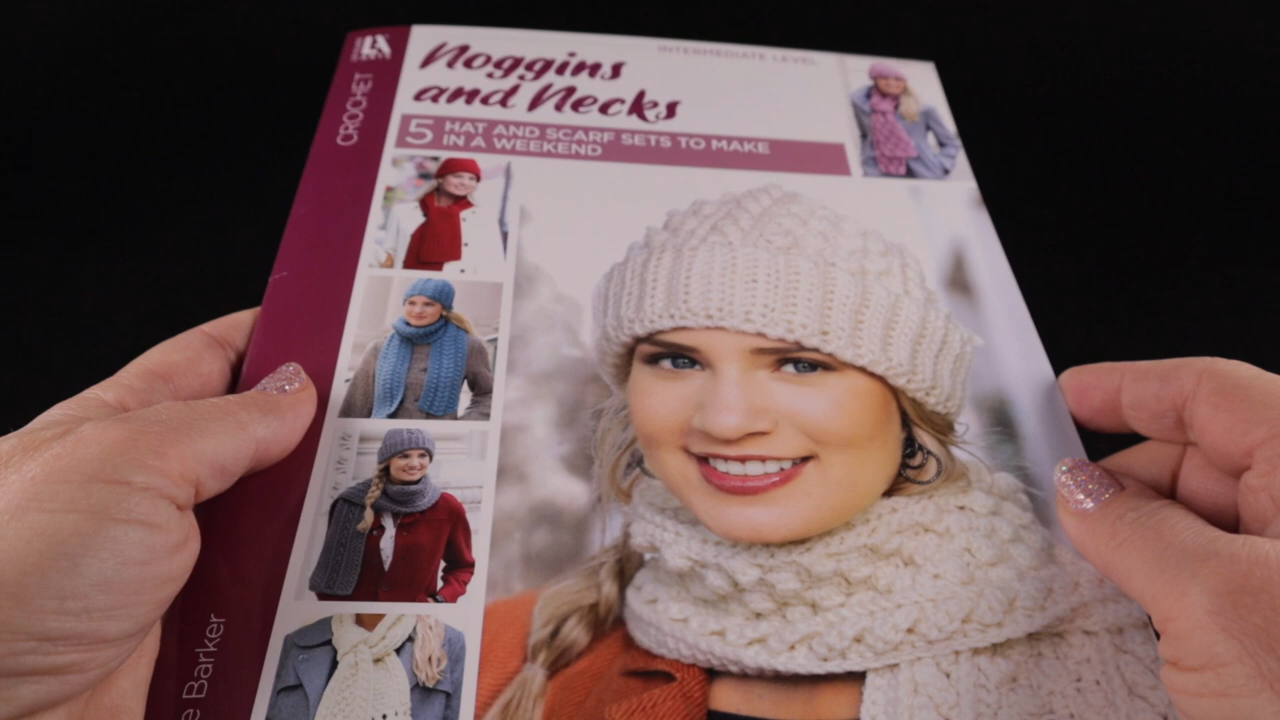 INTERMEDIATE LEVEL
Noggins
and Necks
5 HAT AND SCARF SETS TO MAKE
IN A WEEKEND
CROCHET
Barker